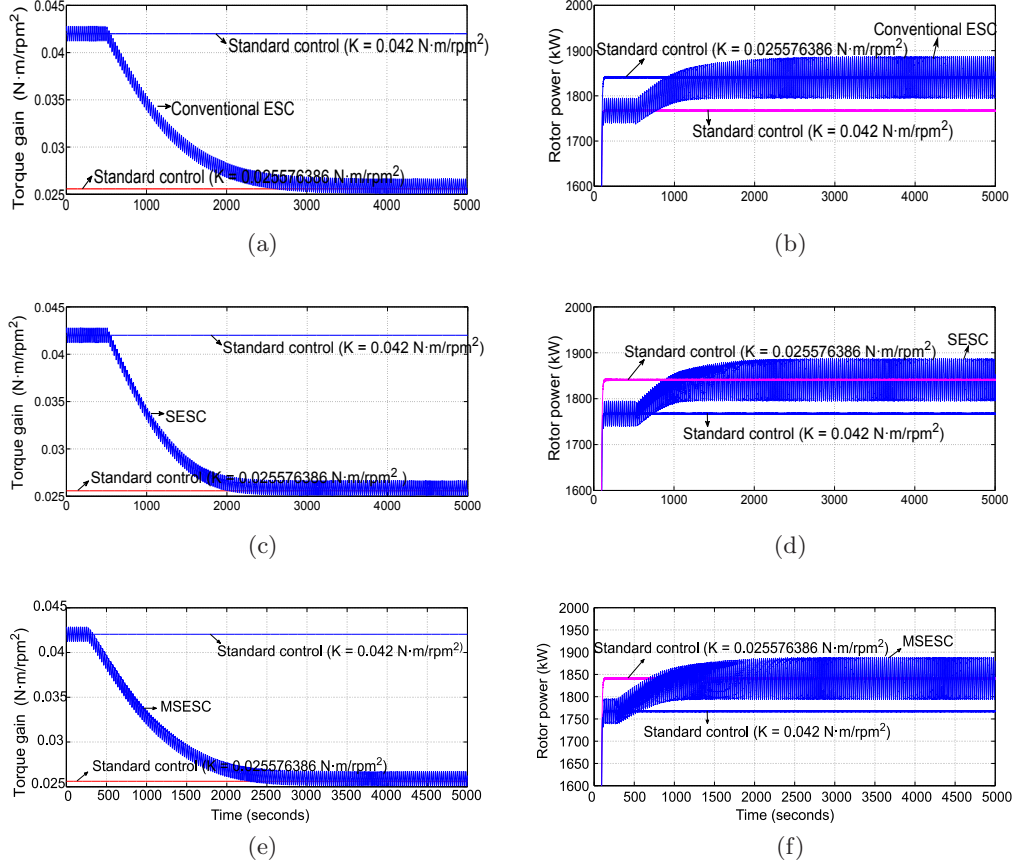 Torque gain (N·m/rpm²)
0.045
0.04
0.035
0.03
0.025
Standard control (K = 0.042 N·m/rpm²)
Conventional ESC
Standard control (K = 0.025576386 N·m/rpm²)
0 1000 2000 3000 4000 5000
(a)
Rotor power (kW)
2000
1900
1800
1700
1600
Conventional ESC
Standard control (K = 0.025576386 N·m/rpm²)
Standard control (K = 0.042 N·m/rpm²)
0 1000 2000 3000 4000 5000
(b)
Torque gain (N·m/rpm²)
0.045
0.04
0.035
0.03
0.025
Standard control (K = 0.042 N·m/rpm²)
SESC
Standard control (K = 0.025576386 N·m/rpm²)
0 1000 2000 3000 4000 5000
(c)
Rotor power (kW)
2000
1900
1800
1700
1600
SESC
Standard control (K = 0.025576386 N·m/rpm²)
Standard control (K = 0.042 N·m/rpm²)
0 1000 2000 3000 4000 5000
(d)
Torque gain (N·m/rpm²)
0.045
0.04
0.035
0.03
0.025
Standard control (K = 0.042 N·m/rpm²)
MSESC
Standard control (K = 0.025576386 N·m/rpm²)
0 500 1000 1500 2000 2500 3000 3500 4000 4500 5000
Time (seconds)
(e)
Rotor power (kW)
2000
1950
1900
1850
1800
1750
1700
1650
1600
MSESC
Standard control (K = 0.025576386 N·m/rpm²)
Standard control (K = 0.042 N·m/rpm²)
0 500 1000 1500 2000 2500 3000 3500 4000 4500 5000
Time (seconds)
(f)